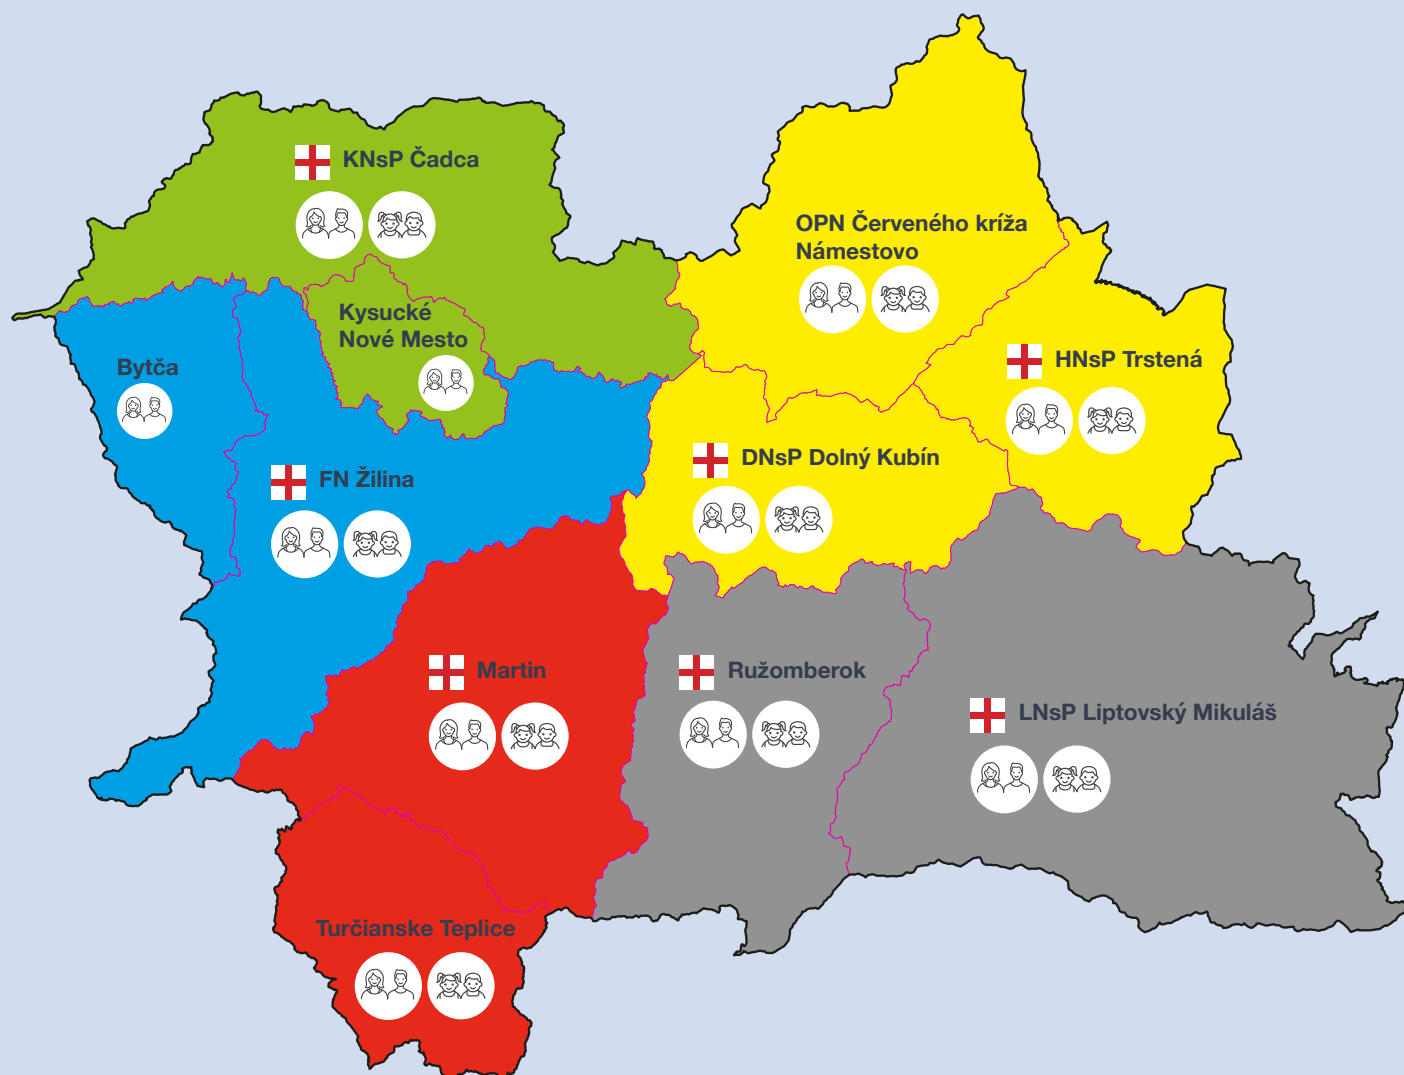 KNsP Čadca
OPN Červeného kríža
Námestovo
Kysucké
Nové Mesto
Bytča
HNsP Trstená
DNsP Dolný Kubín
FN Žilina
Martin
Ružomberok
LNsP Liptovský Mikuláš
Turčianske Teplice